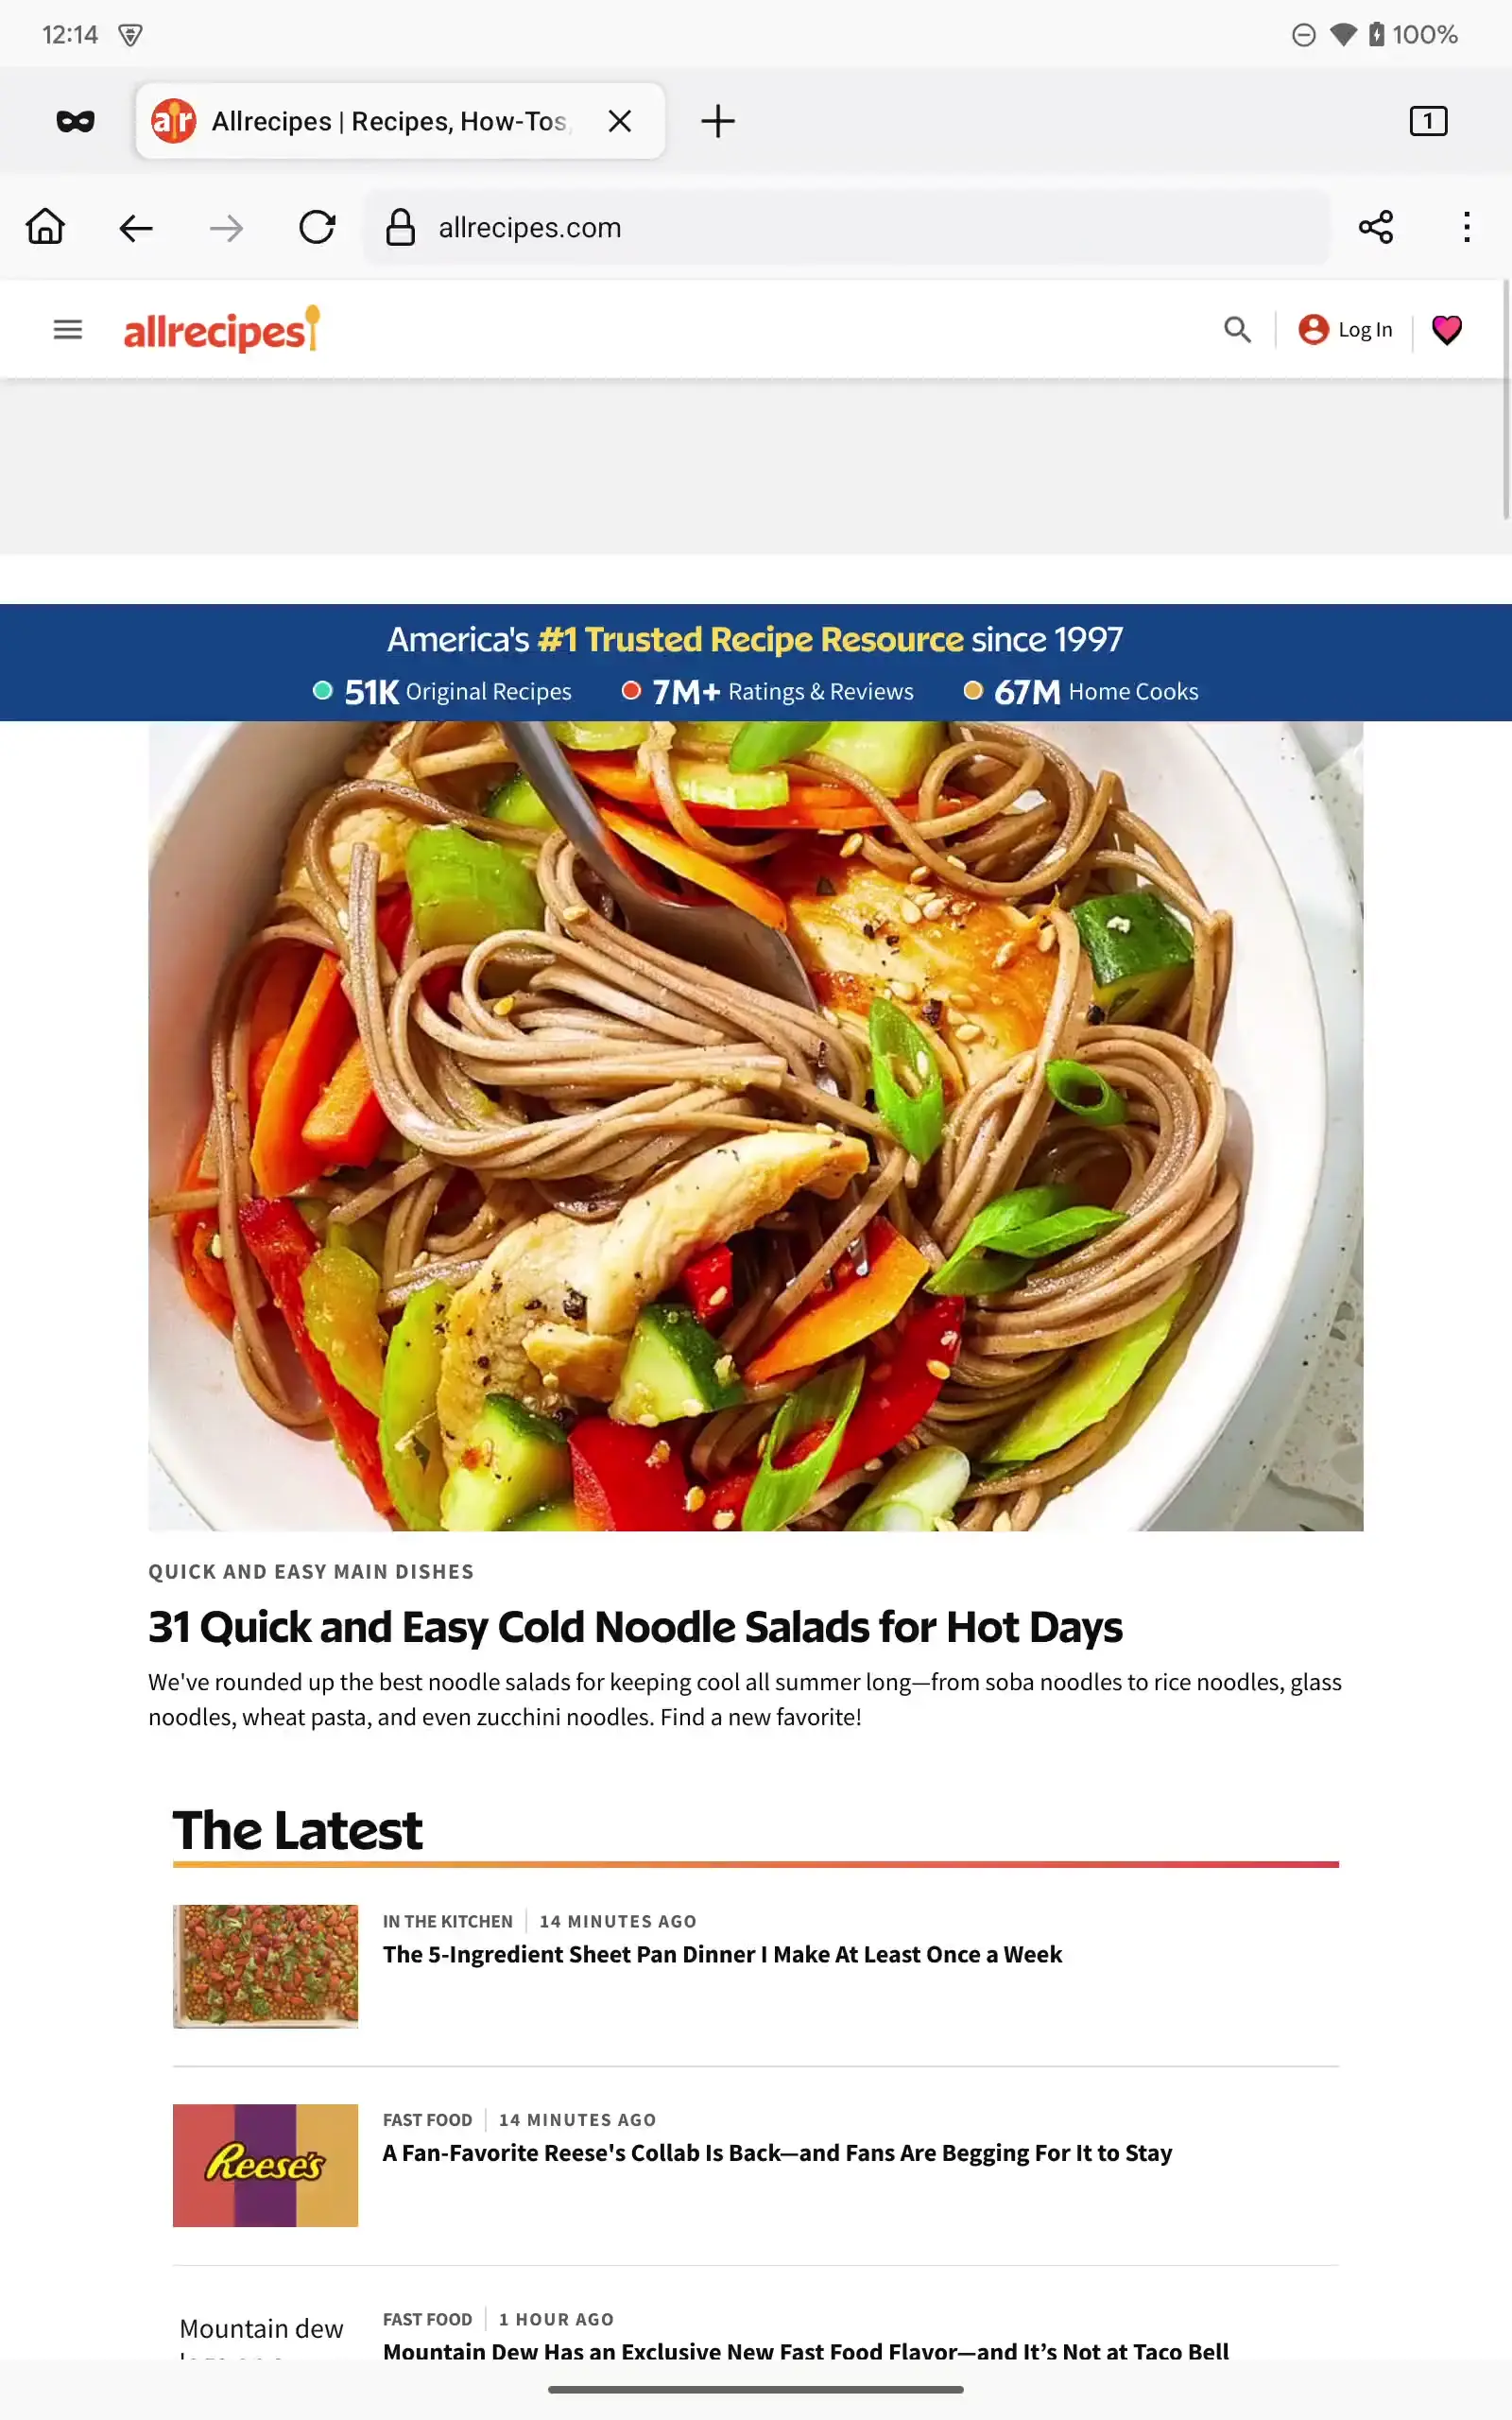 12:14
100%
ar
Allrecipes | Recipes, How-Tos,
1
allrecipes.com
allrecipes
Log In
America's #1 Trusted Recipe Resource since 1997
51K Original Recipes
7M+ Ratings & Reviews
67M Home Cooks
QUICK AND EASY MAIN DISHES
31 Quick and Easy Cold Noodle Salads for Hot Days
We've rounded up the best noodle salads for keeping cool all summer long—from soba noodles to rice noodles, glass
noodles, wheat pasta, and even zucchini noodles. Find a new favorite!
The Latest
IN THE KITCHEN
14 MINUTES AGO
The 5-Ingredient Sheet Pan Dinner I Make At Least Once a Week
Reese's
FAST FOOD
14 MINUTES AGO
A Fan-Favorite Reese's Collab Is Back—and Fans Are Begging For It to Stay
Mountain dew
FAST FOOD
1 HOUR AGO
Mountain Dew Has an Exclusive New Fast Food Flavor—and It’s Not at Taco Bell